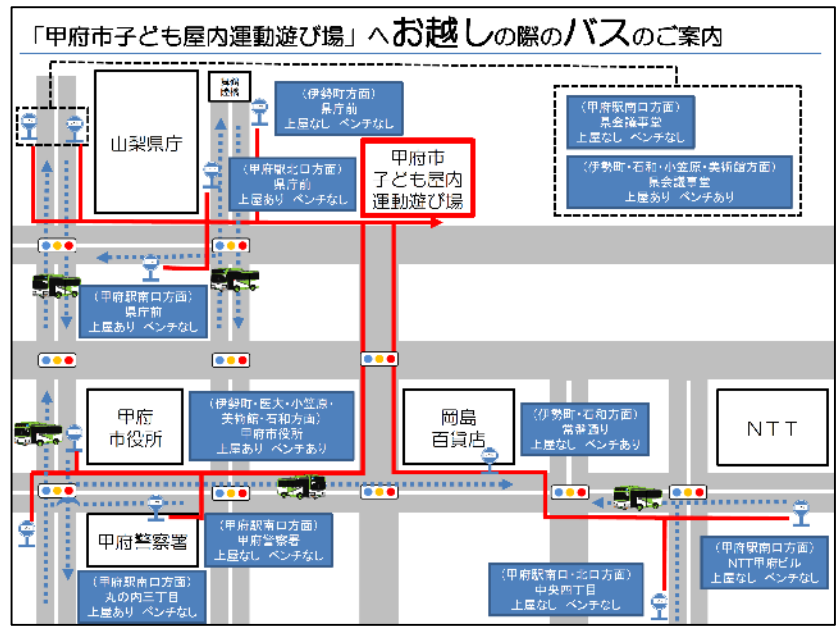 「甲府市子ども屋内運動遊び場」へお越しの際のバスのご案内
山梨県庁
(伊勢町方面)
県庁前
上屋なし ベンチなし
(甲府駅北口方面)
県庁前
上屋あり ベンチなし
甲府市
子ども屋内
運動遊び場
(甲府駅南口方面)
県会議事堂
上屋なし ベンチなし
(伊勢町・石和・小笠原・美術館方面)
県会議事堂
上屋あり ベンチあり
(甲府駅南口方面)
県庁前
上屋あり ベンチなし
甲府
市役所
(伊勢町・医大・小笠原・
美術館・石和方面)
甲府市役所
上屋あり ベンチあり
岡島
百貨店
(伊勢町・石和方面)
常盤通り
上屋なし ベンチあり
NTT
甲府警察署
(甲府駅南口方面)
甲府警察署
上屋なし ベンチなし
(甲府駅南口方面)
丸の内三丁目
上屋あり ベンチなし
(甲府駅南口・北口方面)
中央四丁目
上屋なし ベンチなし
(甲府駅南口方面)
NTT甲府ビル
上屋なし ベンチなし